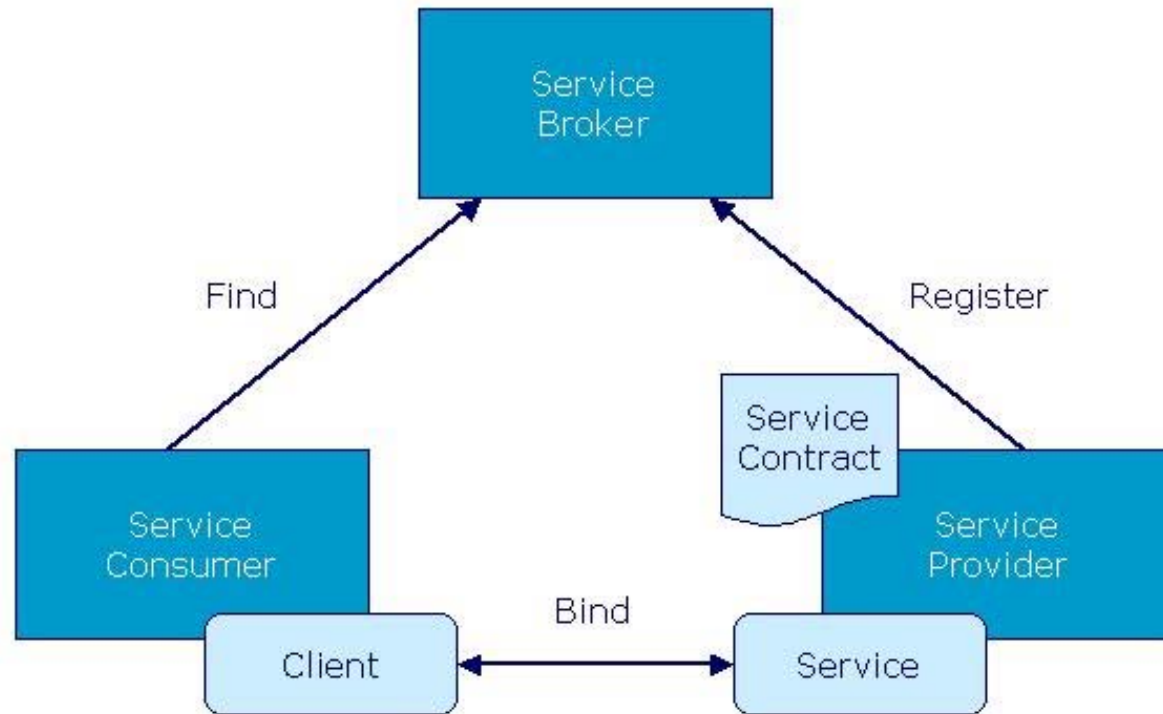 Service
Broker
Find
Register
Service
Contract
Service
Consumer
Service
Provider
Bind
Client
Service